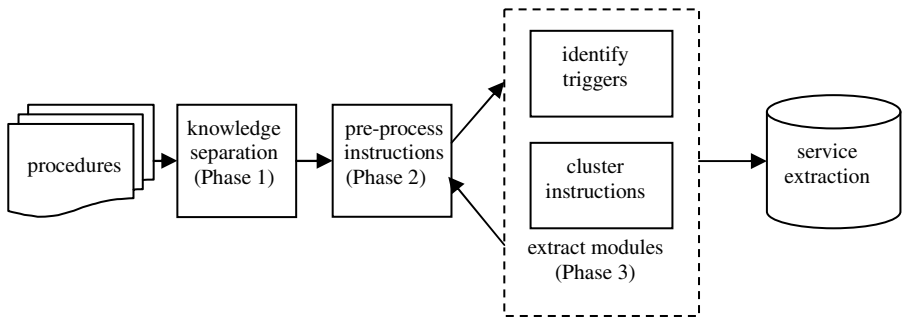 procedures
knowledge
separation
(Phase 1)
pre-process
instructions
(Phase 2)
identify
triggers
cluster
instructions
extract modules
(Phase 3)
service
extraction